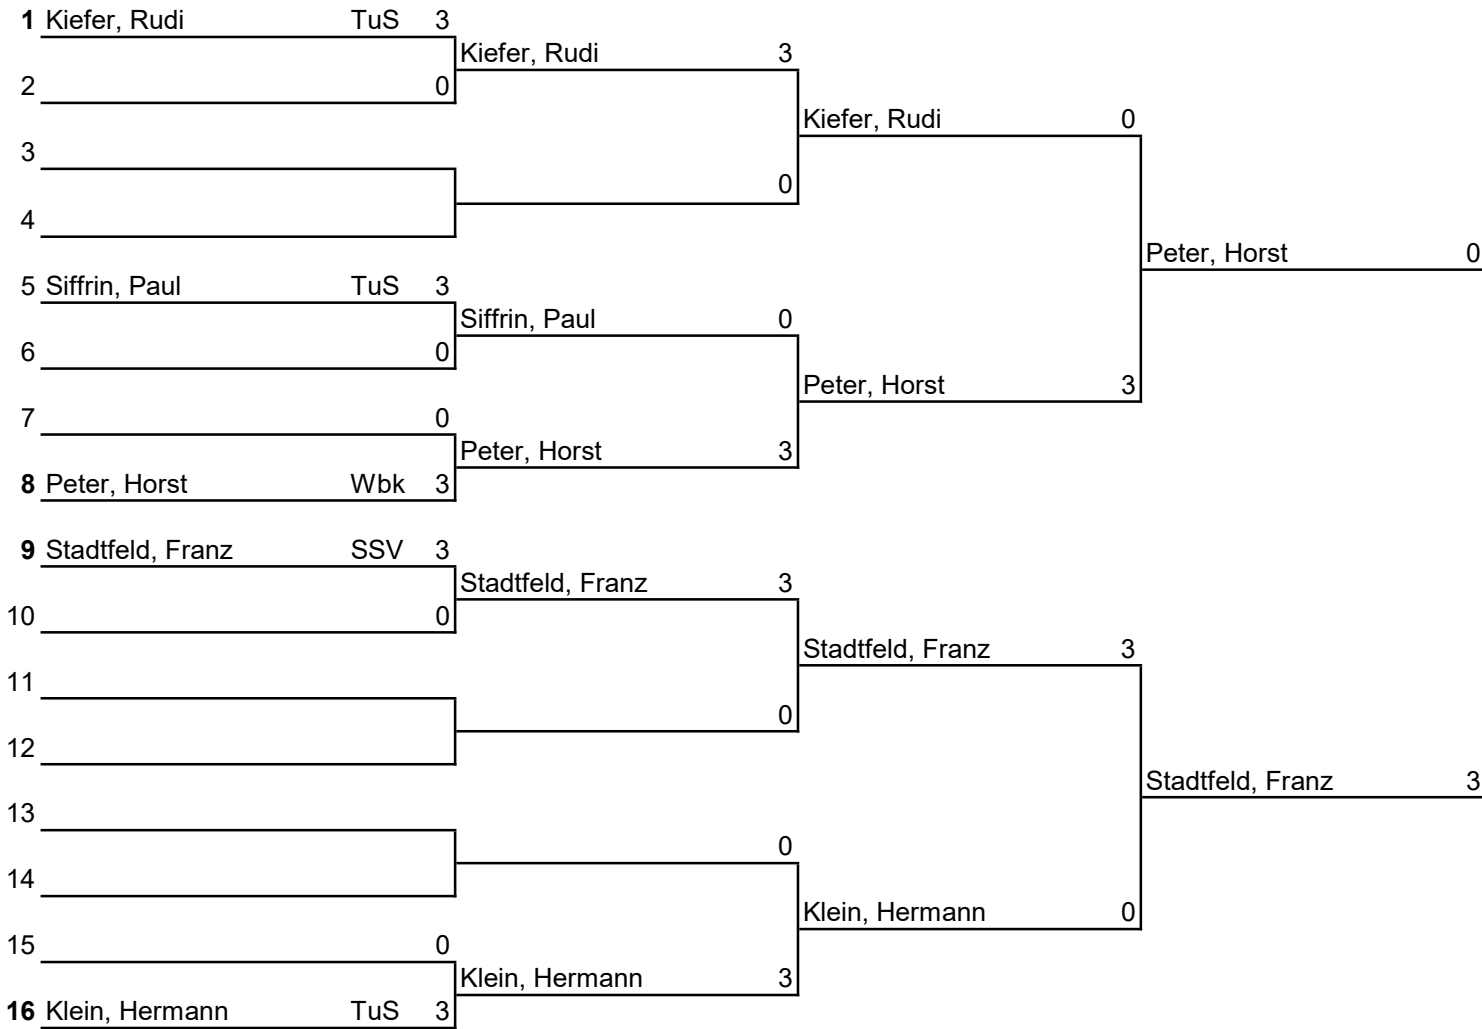 1 Kiefer, Rudi TuS 3
Kiefer, Rudi 3
2 0
Kiefer, Rudi 0
3
0
4
Peter, Horst 0
5 Siffrin, Paul TuS 3
Siffrin, Paul 0
6 0
Peter, Horst 3
7 0
Peter, Horst 3
8 Peter, Horst Wbk 3
9 Stadtfeld, Franz SSV 3
Stadtfeld, Franz 3
10 0
Stadtfeld, Franz 3
11
0
12
Stadtfeld, Franz 3
13
0
14
Klein, Hermann 0
15 0
Klein, Hermann 3
16 Klein, Hermann TuS 3